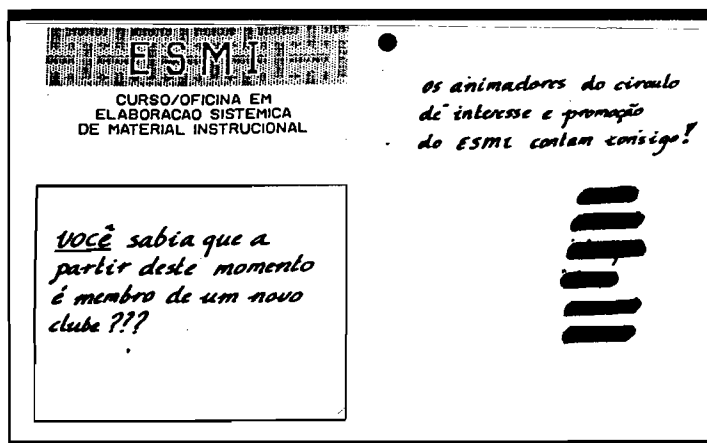 ESMI
CURSO/OFICINA EM
ELABORACAO SISTEMICA
DE MATERIAL INSTRUCIONAL
VOCÊ sabia que a
partir deste momento
é membro de um novo
clube ???
os animadores do circulo
de interesse e promoção
do ESMI contam consigo!